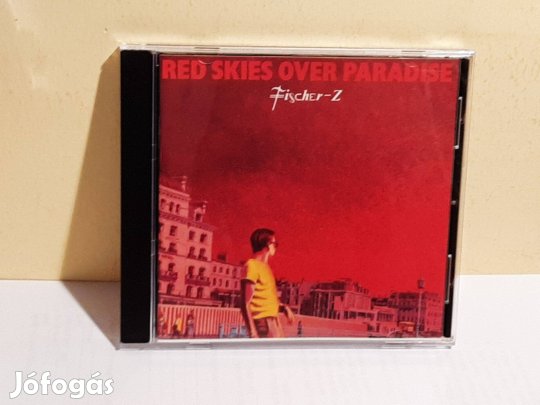 RED SKIES OVER PARADISE
Fischer-Z
Jófogás